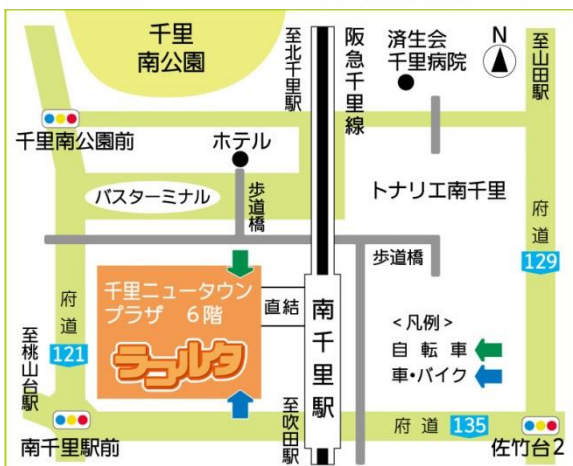 千里
南公園
至北千里駅
阪急千里線
済生会
千里病院
N
至山田駅
千里南公園前
ホテル
バスターミナル
歩道橋
トナリエ南千里
府道
129
歩道橋
千里ニュータウン
プラザ 6階
ラコルタ
直結
南千里駅
<凡例>
自転車
車・バイク
府道
121
至桃山台駅
南千里駅前
至吹田駅
府道 135
佐竹台2